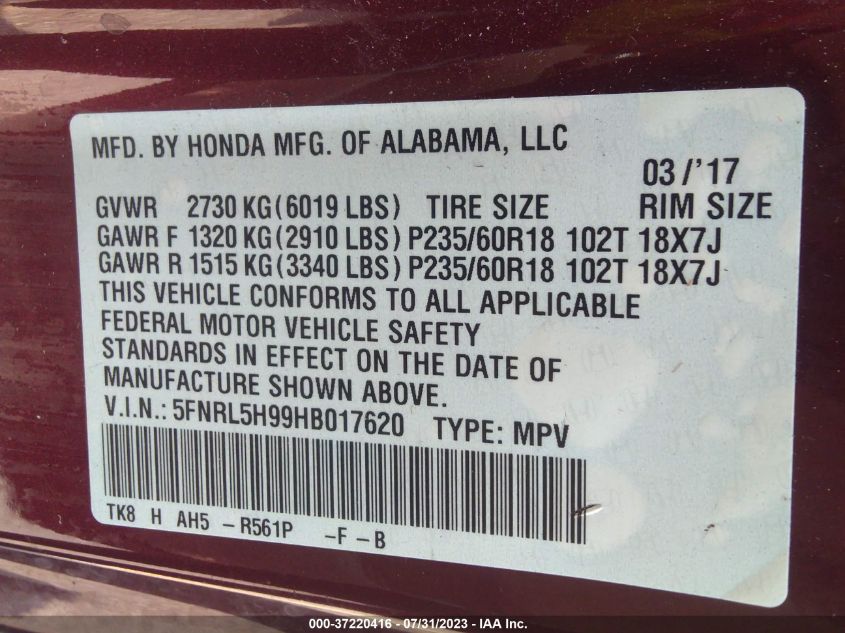 MFD. BY HONDA MFG. OF ALABAMA, LLC
03/'17
GVWR 2730 KG(6019 LBS) TIRE SIZE RIM SIZE
GAWR F 1320 KG(2910 LBS) P235/60R18 102T 18X7J
GAWR R 1515 KG(3340 LBS) P235/60R18 102T 18X7J
THIS VEHICLE CONFORMS TO ALL APPLICABLE
FEDERAL MOTOR VEHICLE SAFETY
STANDARDS IN EFFECT ON THE DATE OF
MANUFACTURE SHOWN ABOVE.
V.I.N.: 5FNRL5H99HB017620 TYPE: MPV
TK8 H AH5 -R561P -F-B
000-37220416 - 07/31/2023 - IAA Inc.